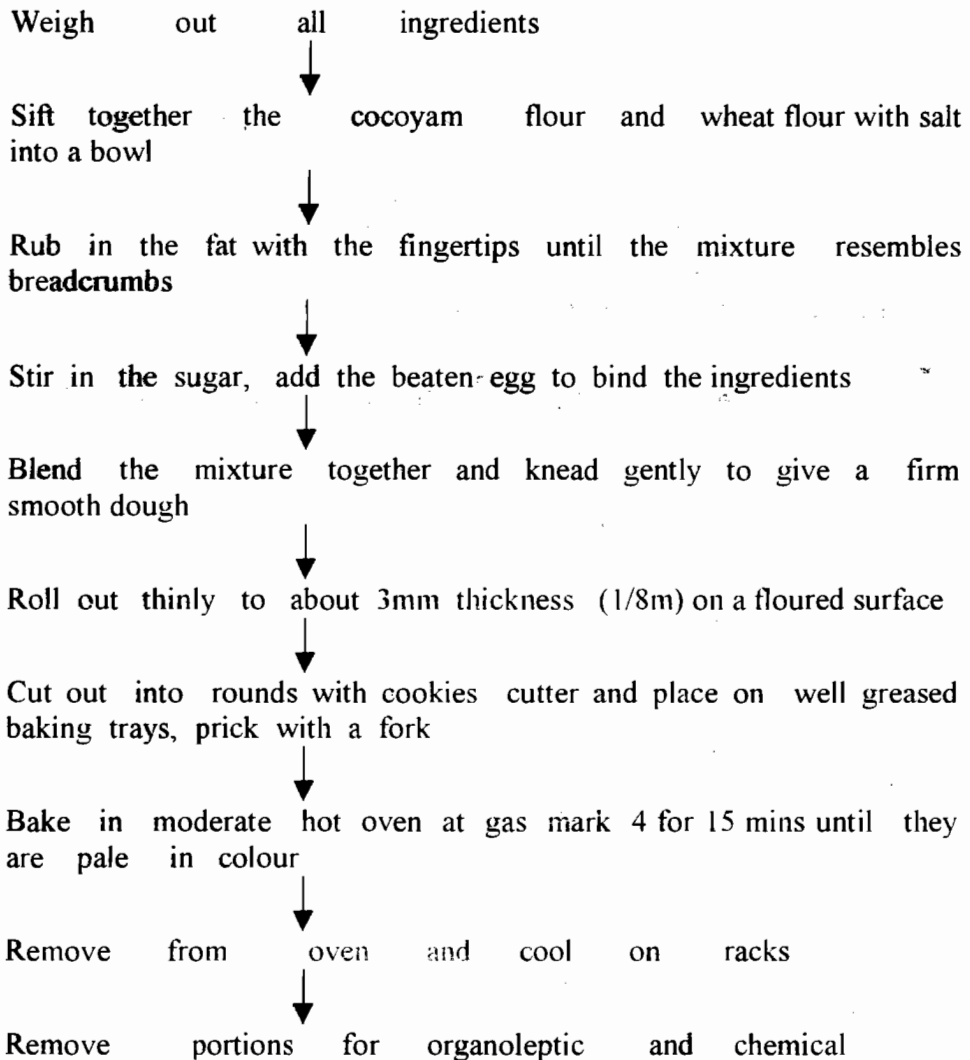 Weigh out all ingredients
Sift together the cocoyam flour and wheat flour with salt
into a bowl
Rub in the fat with the fingertips until the mixture resembles
breadcrumbs
Stir in the sugar, add the beaten egg to bind the ingredients
Blend the mixture together and knead gently to give a firm
smooth dough
Roll out thinly to about 3mm thickness (1/8m) on a floured surface
Cut out into rounds with cookies cutter and place on well greased
baking trays, prick with a fork
Bake in moderate hot oven at gas mark 4 for 15 mins until they
are pale in colour
Remove from oven and cool on racks
Remove portions for organoleptic and chemical